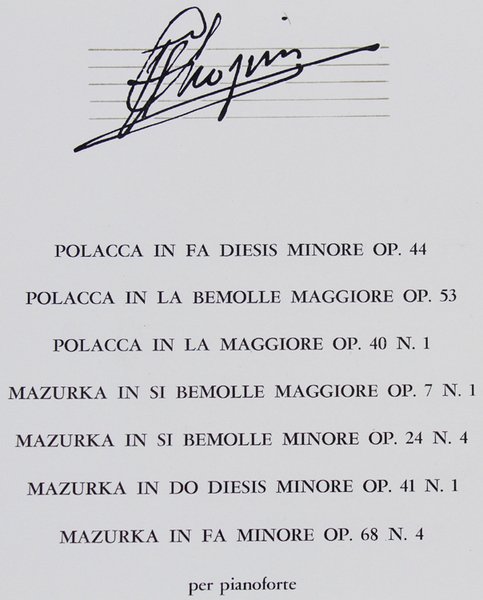 Chopin
POLACCA IN FA DIESIS MINORE OP. 44
POLACCA IN LA BEMOLLE MAGGIORE OP. 53
POLACCA IN LA MAGGIORE OP. 40 N. 1
MAZURKA IN SI BEMOLLE MAGGIORE OP. 7 N. 1
MAZURKA IN SI BEMOLLE MINORE OP. 24 N. 4
MAZURKA IN DO DIESIS MINORE OP. 41 N. 1
MAZURKA IN FA MINORE OP. 68 N. 4
per pianoforte